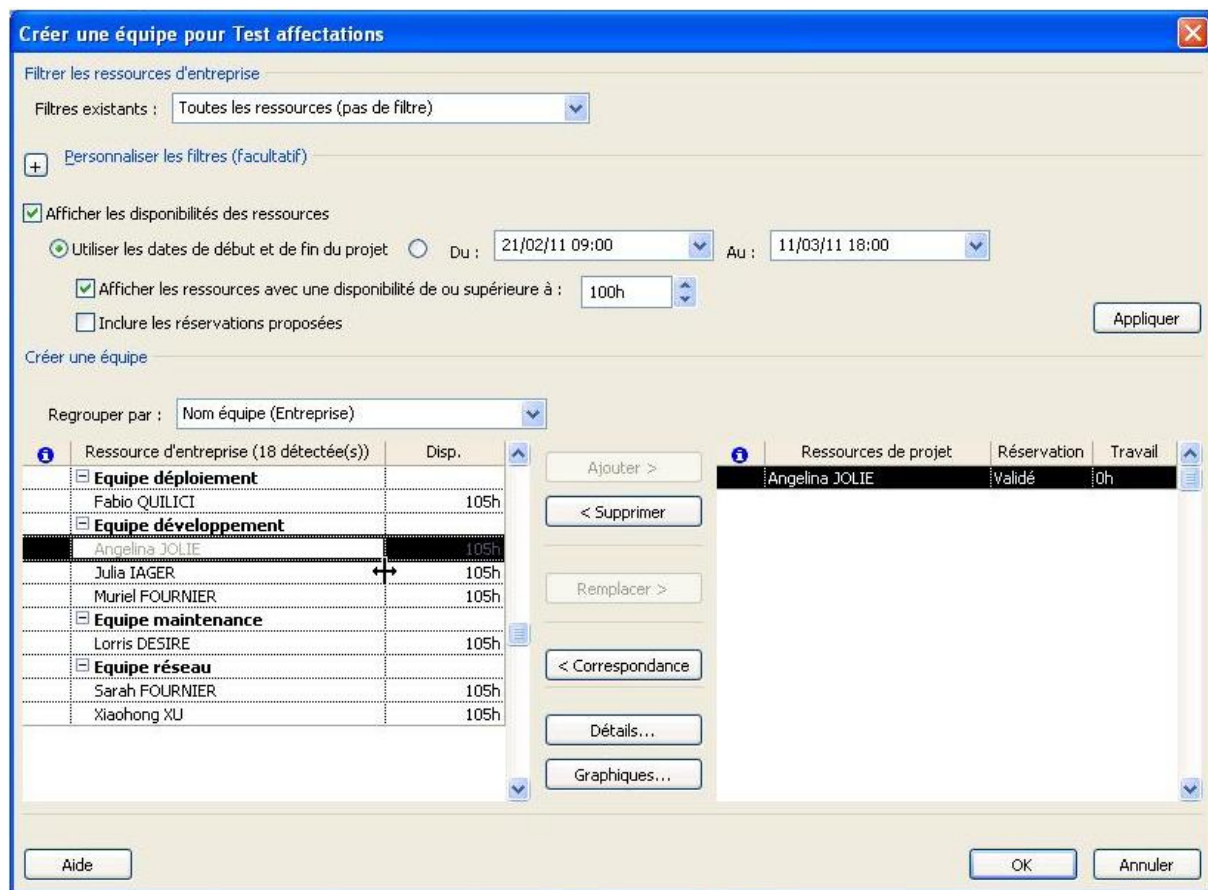 Créer une équipe pour Test affectations
Filtrer les ressources d'entreprise
Filtres existants : Toutes les ressources (pas de filtre)
+ Personnaliser les filtres (facultatif)
Afficher les disponibilités des ressources
Utiliser les dates de début et de fin du projet Du : 21/02/11 09:00 Au : 11/03/11 18:00
Afficher les ressources avec une disponibilité de ou supérieure à : 100h
Inclure les réservations proposées
Appliquer
Créer une équipe
Regrouper par : Nom équipe (Entreprise)
Ressource d'entreprise (18 détectée(s)) Disp.
Equipe déploiement
Fabio QUILICI 105h
Equipe développement
Angelina JOLIE 105h
Julia IAGER 105h
Muriel FOURNIER 105h
Equipe maintenance
Lorris DESIRE 105h
Equipe réseau
Sarah FOURNIER 105h
Xiaohong XU 105h
Ajouter >
< Supprimer
Remplacer >
< Correspondance
Détails...
Graphiques...
Ressources de projet Réservation Travail
Angelina JOLIE Validé 0h
Aide
OK
Annuler